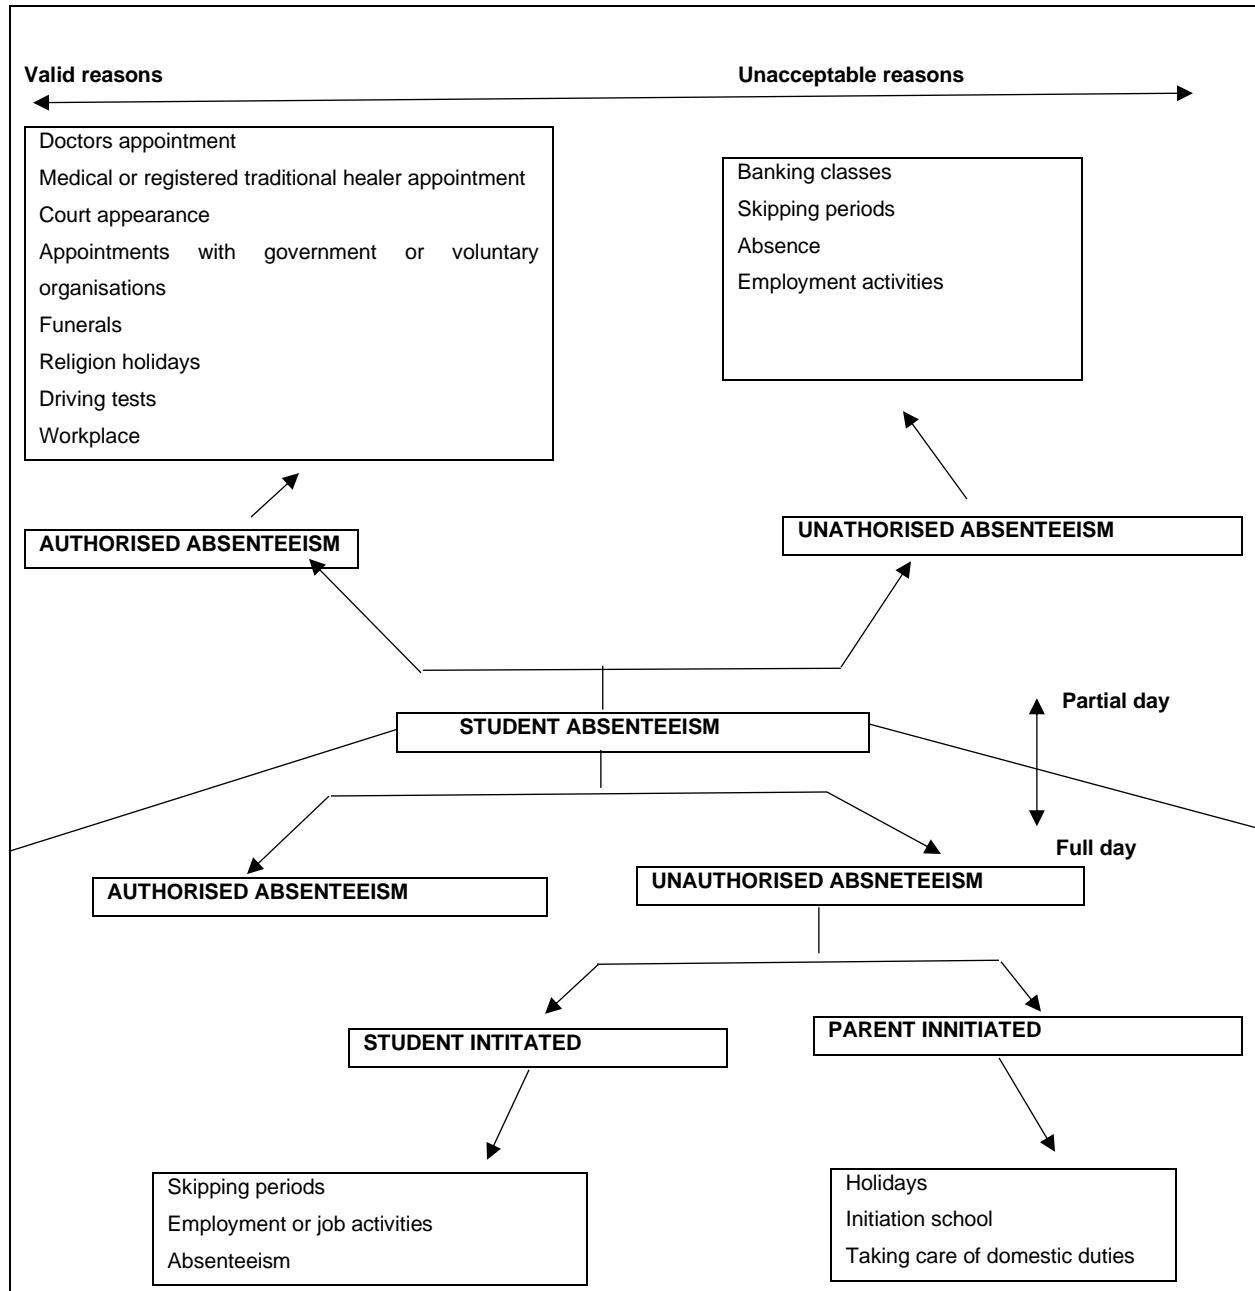 Valid reasons
Unacceptable reasons
Doctors appointment
Medical or registered traditional healer appointment
Court appearance
Appointments with government or voluntary
organisations
Funerals
Religion holidays
Driving tests
Workplace
Banking classes
Skipping periods
Absence
Employment activities
AUTHORISED ABSENTEEISM
UNATHORISED ABSENTEEISM
Partial day
STUDENT ABSENTEEISM
Full day
AUTHORISED ABSENTEEISM
UNAUTHORISED ABSNETEEISM
STUDENT INTITATED
PARENT INNITIATED
Skipping periods
Employment or job activities
Absenteeism
Holidays
Initiation school
Taking care of domestic duties